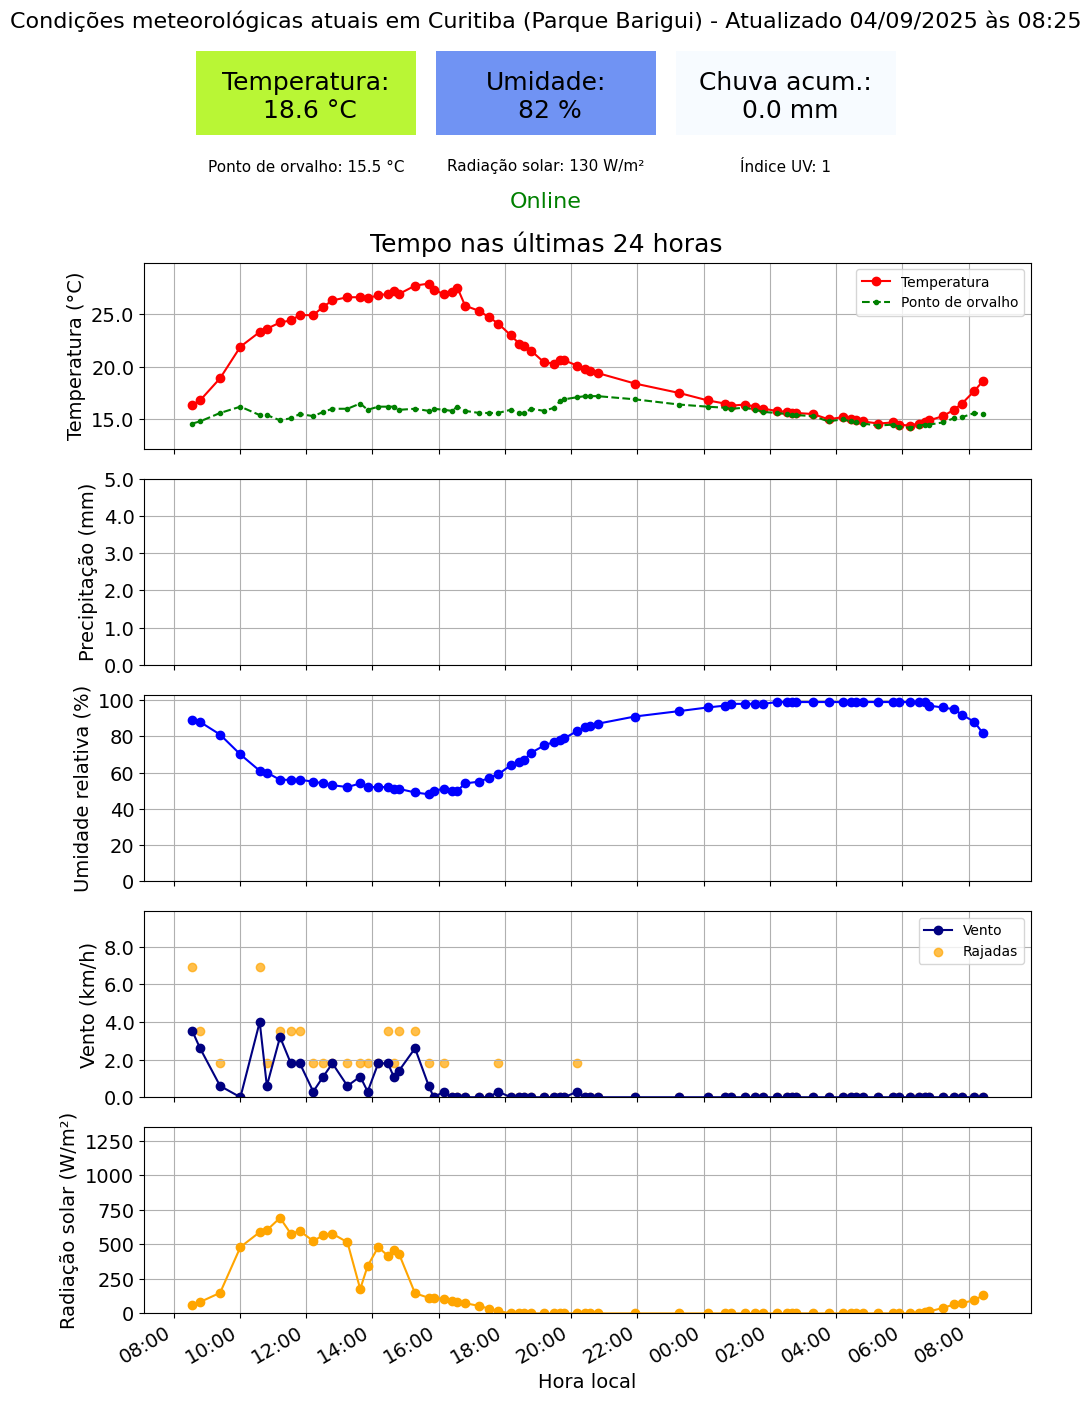 Condições meteorológicas atuais em Curitiba (Parque Barigui) - Atualizado 04/09/2025 às 08:25
Temperatura:
18.6 °C
Umidade:
82 %
Chuva acum.:
0.0 mm
Ponto de orvalho: 15.5 °C
Radiação solar: 130 W/m²
Índice UV: 1
Online
Tempo nas últimas 24 horas
Temperatura (°C)
25.0
20.0
15.0
Temperatura
Ponto de orvalho
Precipitação (mm)
5.0
4.0
3.0
2.0
1.0
0.0
Umidade relativa (%)
100
80
60
40
20
0
Vento (km/h)
8.0
6.0
4.0
2.0
0.0
Vento
Rajadas
Radiação solar (W/m²)
1250
1000
750
500
250
0
08:00
10:00
12:00
14:00
16:00
18:00
20:00
22:00
00:00
02:00
04:00
06:00
08:00
Hora local